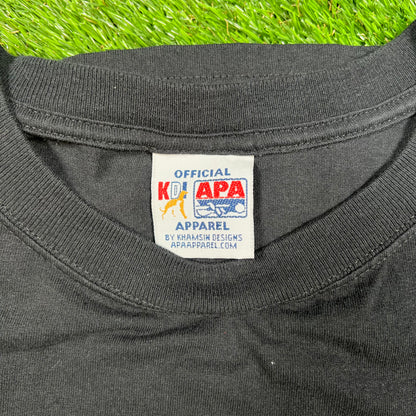 OFFICIAL
KDI APA
APPAREL
BY KHAMSIN DESIGNS
APAAPPAREL.COM